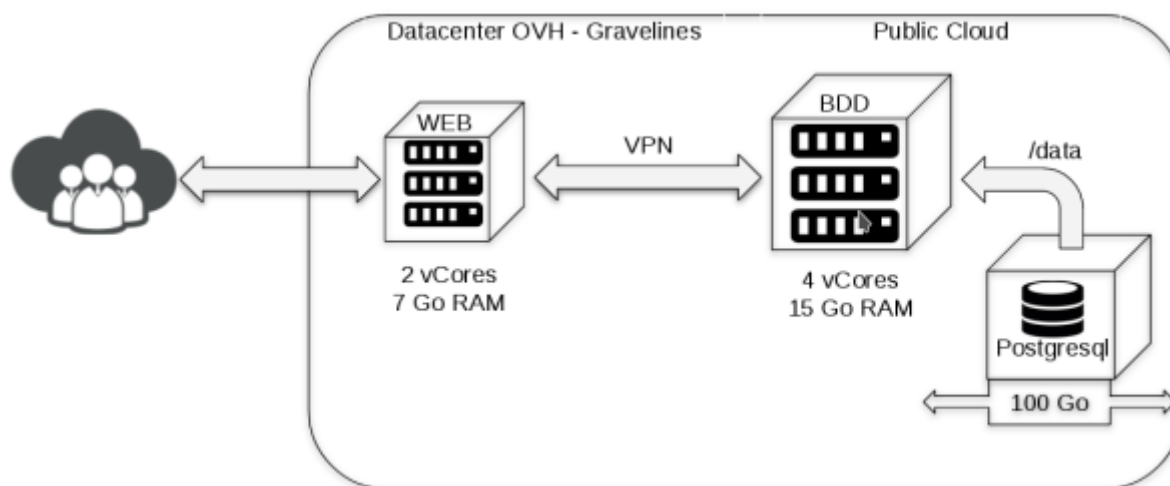 Datacenter OVH - Gravelines
Public Cloud
WEB
VPN
BDD
/data
2 vCores
7 Go RAM
4 vCores
15 Go RAM
Postgresql
100 Go